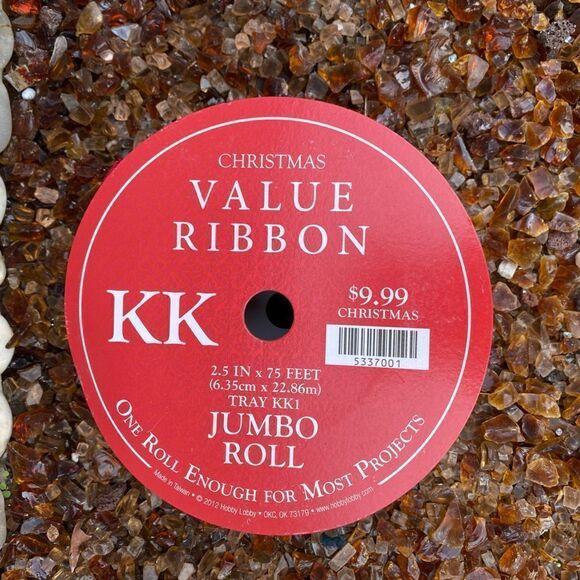 CHRISTMAS
VALUE
RIBBON
KK
$9.99
CHRISTMAS
5337001
2.5 IN x 75 FEET
(6.35cm x 22.86m)
TRAY KK1
JUMBO
ROLL
ONE ROLL ENOUGH FOR MOST PROJECTS
Made in Taiwan • © 2012 Hobby Lobby • OKC, OK 73179 • www.hobbylobby.com